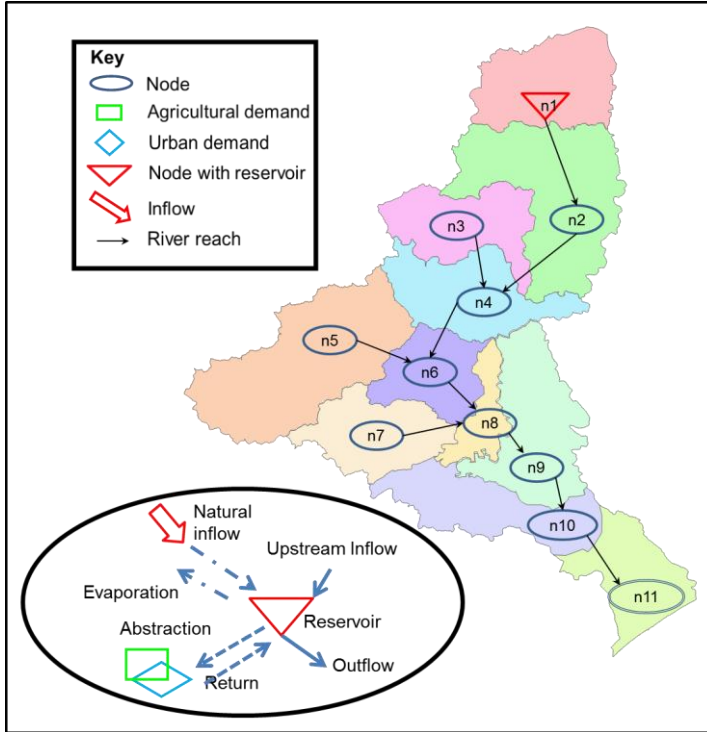 Key
Node
Agricultural demand
Urban demand
Node with reservoir
Inflow
River reach
n1
n2
n3
n4
n5
n6
n7
n8
n9
n10
n11
Natural
inflow
Upstream Inflow
Evaporation
Reservoir
Abstraction
Return
Outflow